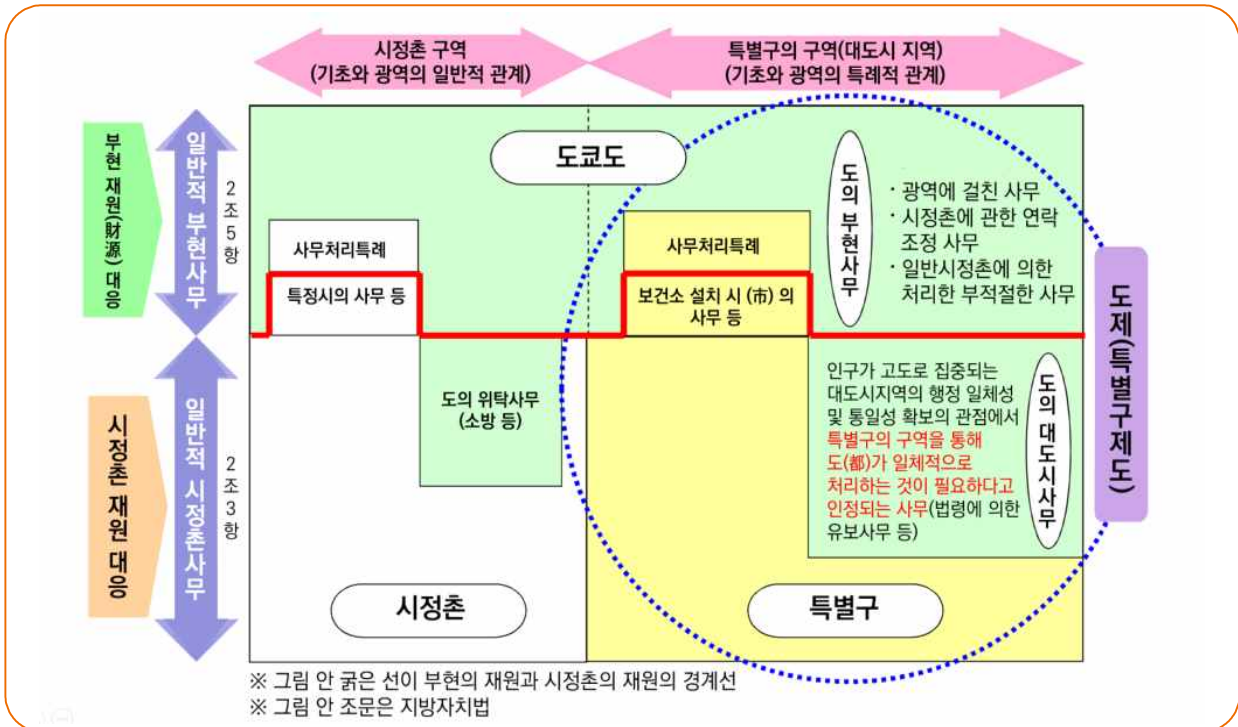 시정촌 구역
(기초와 광역의 일반적 관계)
특별구의 구역(대도시 지역)
(기초와 광역의 특례적 관계)
부현 재원(財源) 대응
일반적 부현사무
2조5항
도쿄도
사무처리특례
특정시의 사무 등
사무처리특례
보건소 설치 시 (市) 의
사무 등
도의 부현사무
· 광역에 걸친 사무
· 시정촌에 관한 연락
조정 사무
· 일반시정촌에 의한
처리한 부적절한 사무
도제(특별구제도)
시정촌 재원 대응
일반적 시정촌사무
2조3항
도의 위탁사무
(소방 등)
인구가 고도로 집중되는
대도시지역의 행정 일체성
및 통일성 확보의 관점에서
특별구의 구역을 통해
도(都)가 일체적으로
처리하는 것이 필요하다고
인정되는 사무(법령에 의한
유보사무 등)
도의 대도시사무
시정촌
특별구
※ 그림 안 굵은 선이 부현의 재원과 시정촌의 재원의 경계선
※ 그림 안 조문은 지방자치법